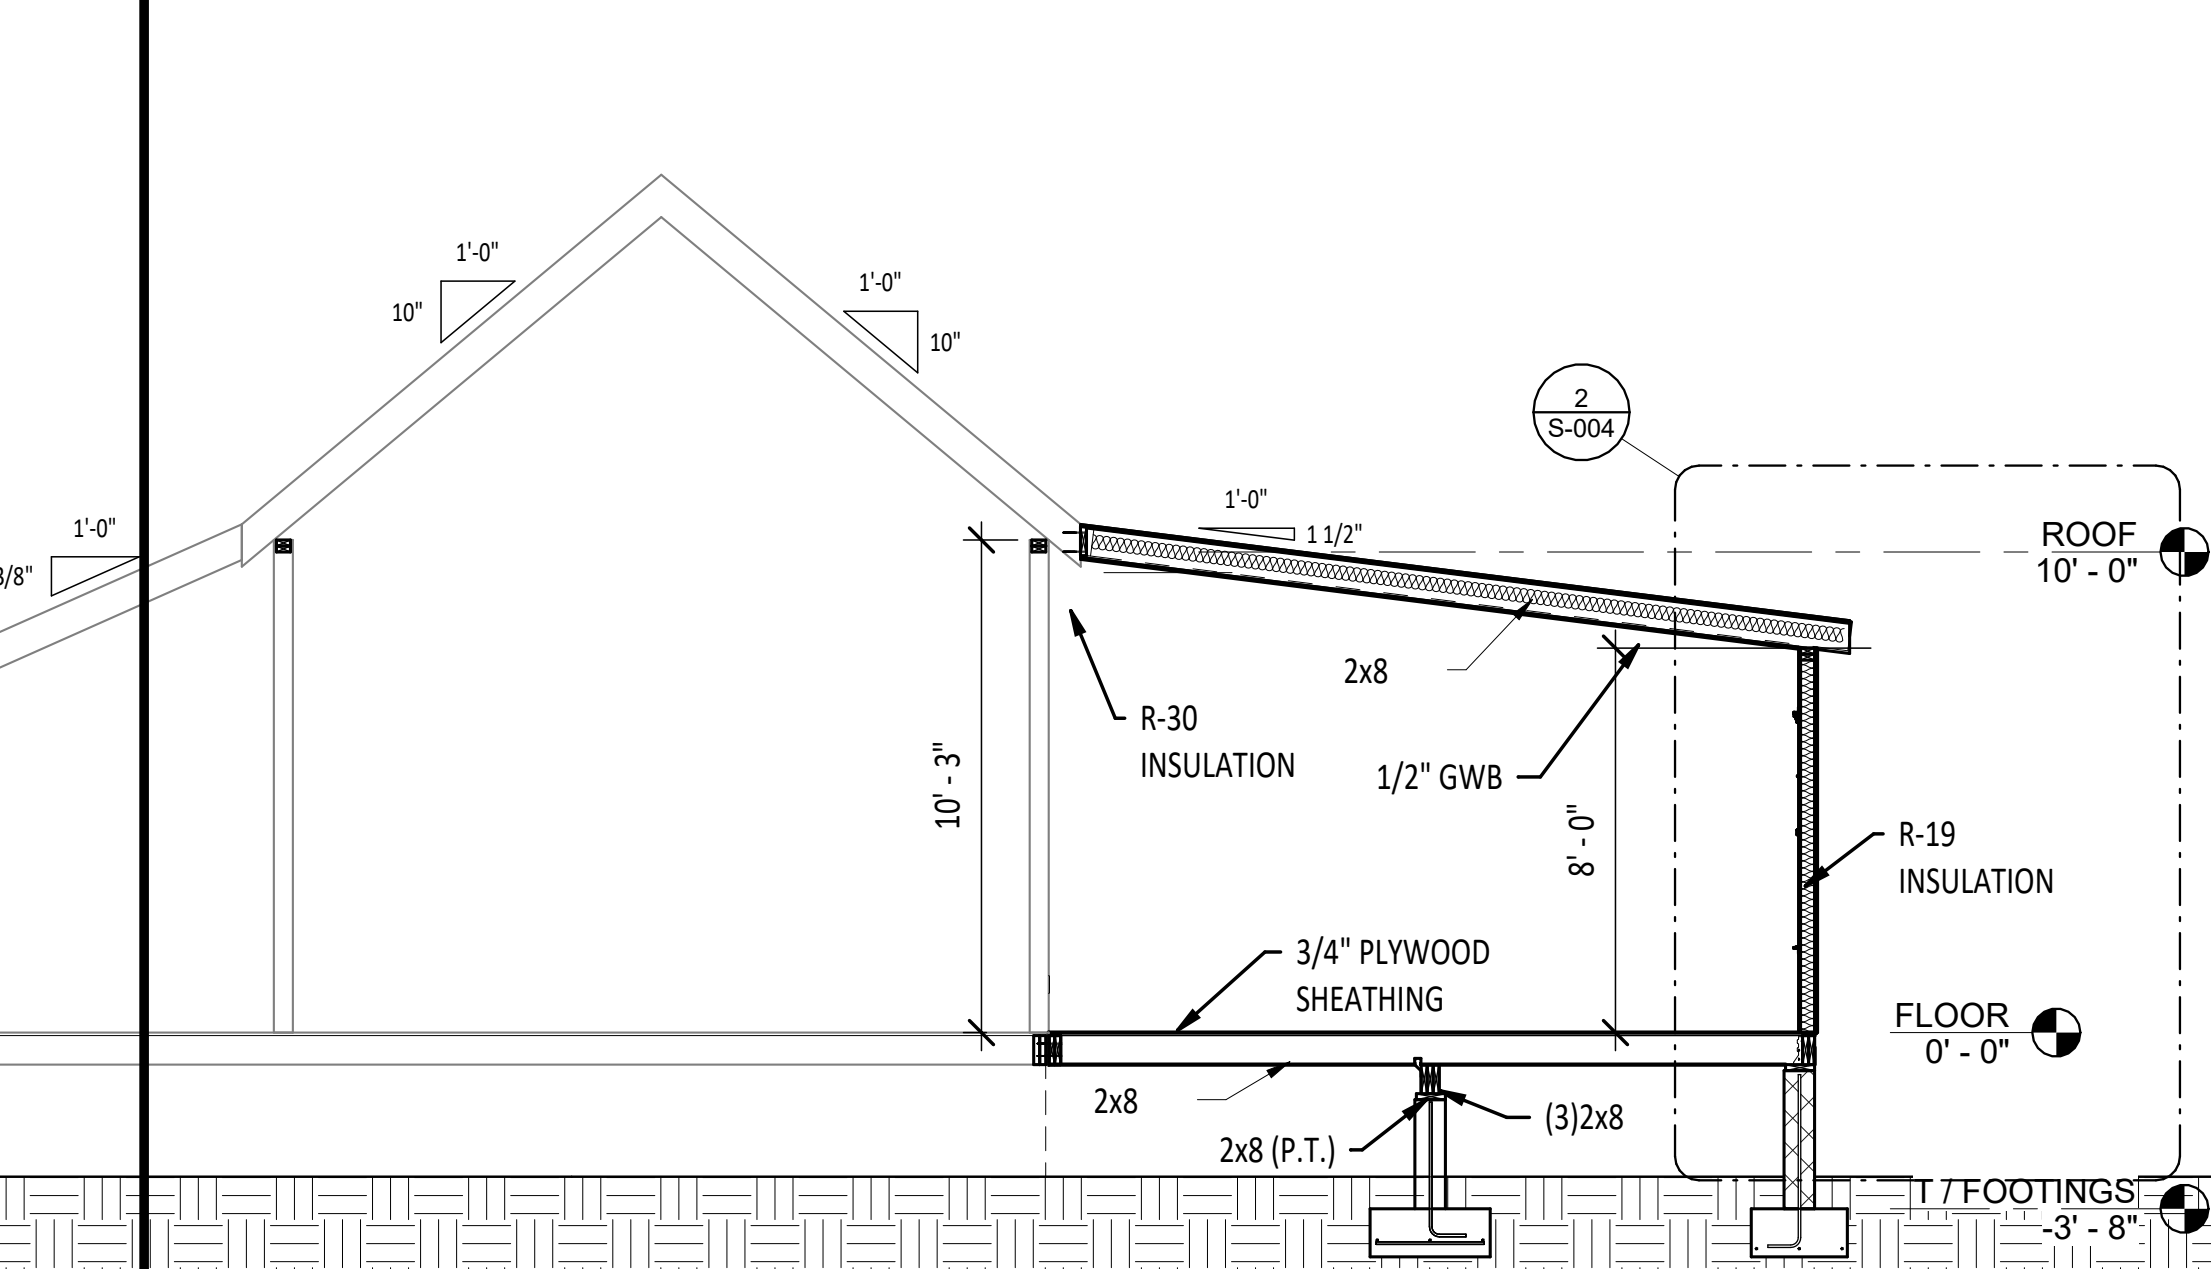 1'-0"
10"
1'-0"
10"
2
S-004
1'-0"
3/8"
1'-0"
1 1/2"
ROOF
10' - 0"
2x8
R-30
INSULATION
1/2" GWB
10' - 3"
8' - 0"
R-19
INSULATION
3/4" PLYWOOD
SHEATHING
FLOOR
0' - 0"
2x8
(3)2x8
2x8 (P.T.)
T / FOOTINGS
-3' - 8"